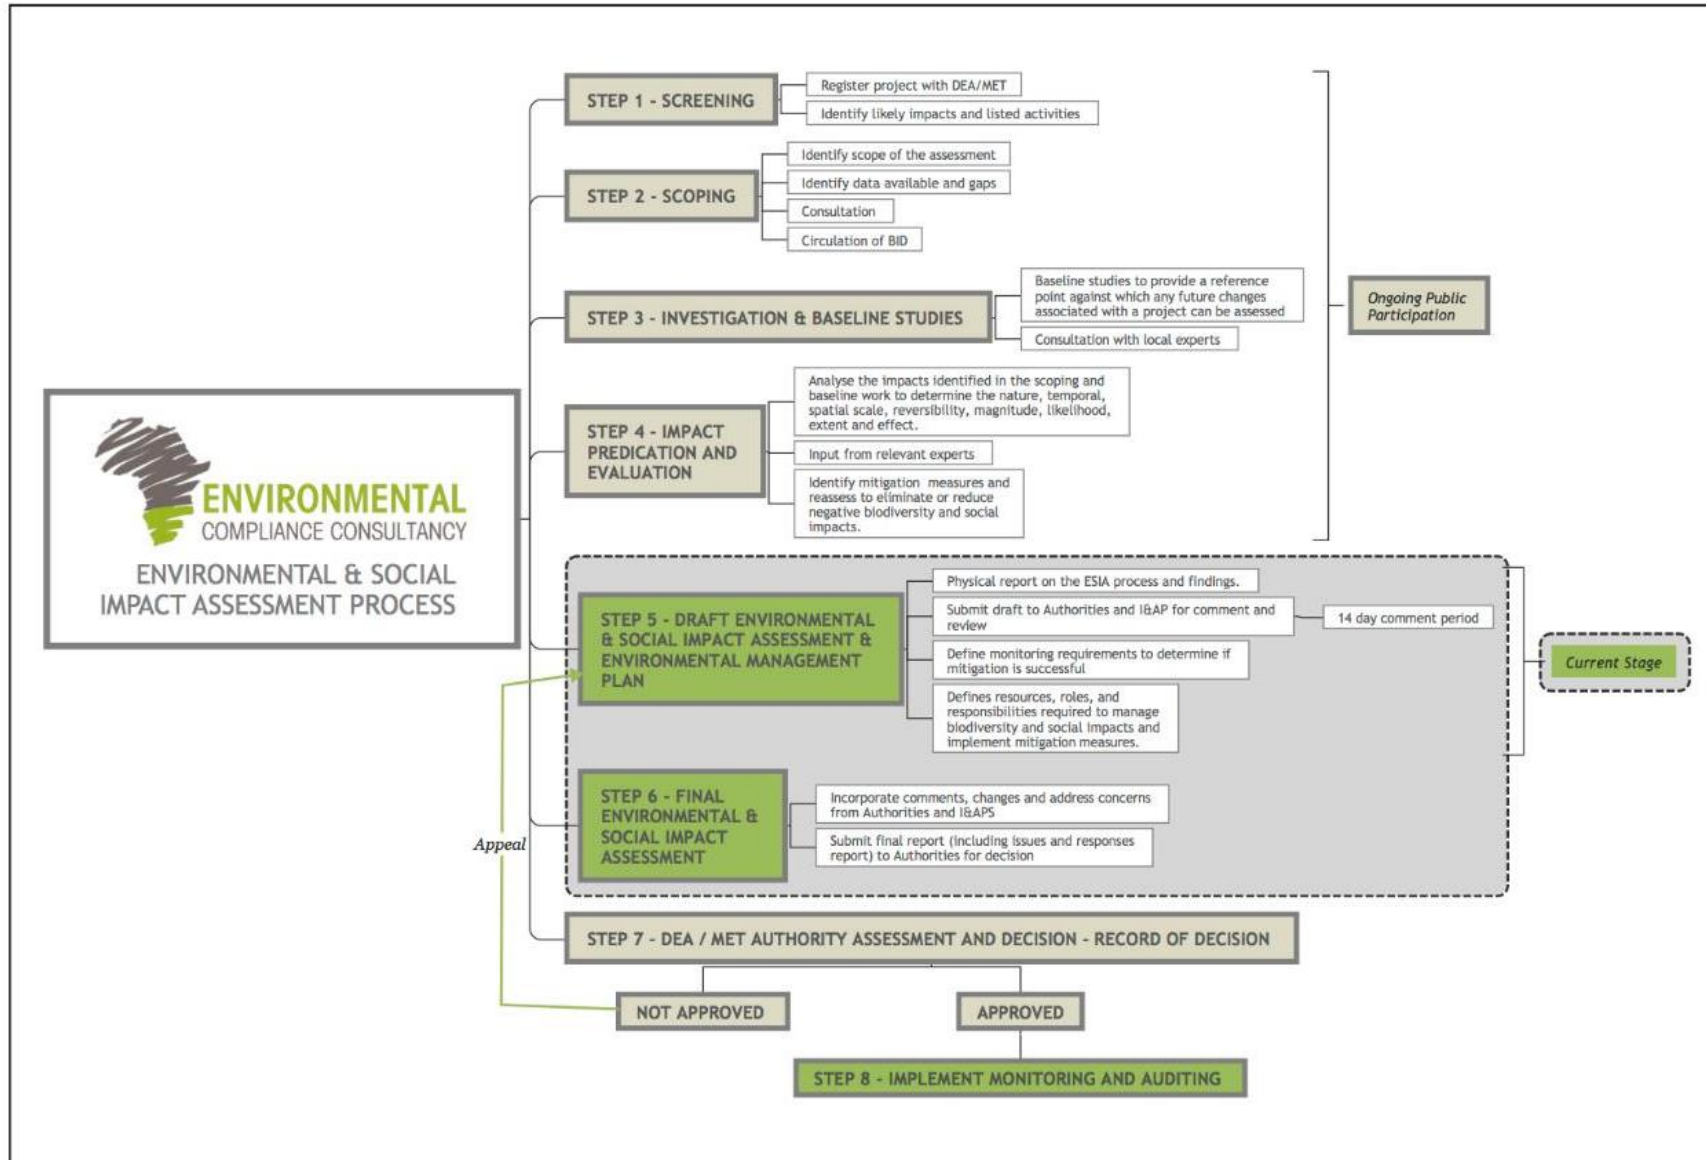 ENVIRONMENTAL
COMPLIANCE CONSULTANCY
ENVIRONMENTAL & SOCIAL
IMPACT ASSESSMENT PROCESS
STEP 1 - SCREENING
Register project with DEA/MET
Identify likely impacts and listed activities
STEP 2 - SCOPING
Identify scope of the assessment
Identify data available and gaps
Consultation
Circulation of BID
STEP 3 - INVESTIGATION & BASELINE STUDIES
Baseline studies to provide a reference
point against which any future changes
associated with a project can be assessed
Consultation with local experts
Ongoing Public
Participation
STEP 4 - IMPACT
PREDICATION AND
EVALUATION
Analyse the impacts identified in the scoping and
baseline work to determine the nature, temporal,
spatial scale, reversibility, magnitude, likelihood,
extent and effect.
Input from relevant experts
Identify mitigation measures and
reassess to eliminate or reduce
negative biodiversity and social
impacts.
STEP 5 - DRAFT ENVIRONMENTAL
& SOCIAL IMPACT ASSESSMENT &
ENVIRONMENTAL MANAGEMENT
PLAN
Physical report on the ESIA process and findings.
Submit draft to Authorities and I&AP for comment and
review
14 day comment period
Define monitoring requirements to determine if
mitigation is successful
Defines resources, roles, and
responsibilities required to manage
biodiversity and social impacts and
implement mitigation measures.
Current Stage
STEP 6 - FINAL
ENVIRONMENTAL &
SOCIAL IMPACT
ASSESSMENT
Incorporate comments, changes and address concerns
from Authorities and I&APS
Submit final report (including issues and responses
report) to Authorities for decision
Appeal
STEP 7 - DEA / MET AUTHORITY ASSESSMENT AND DECISION - RECORD OF DECISION
NOT APPROVED
APPROVED
STEP 8 - IMPLEMENT MONITORING AND AUDITING